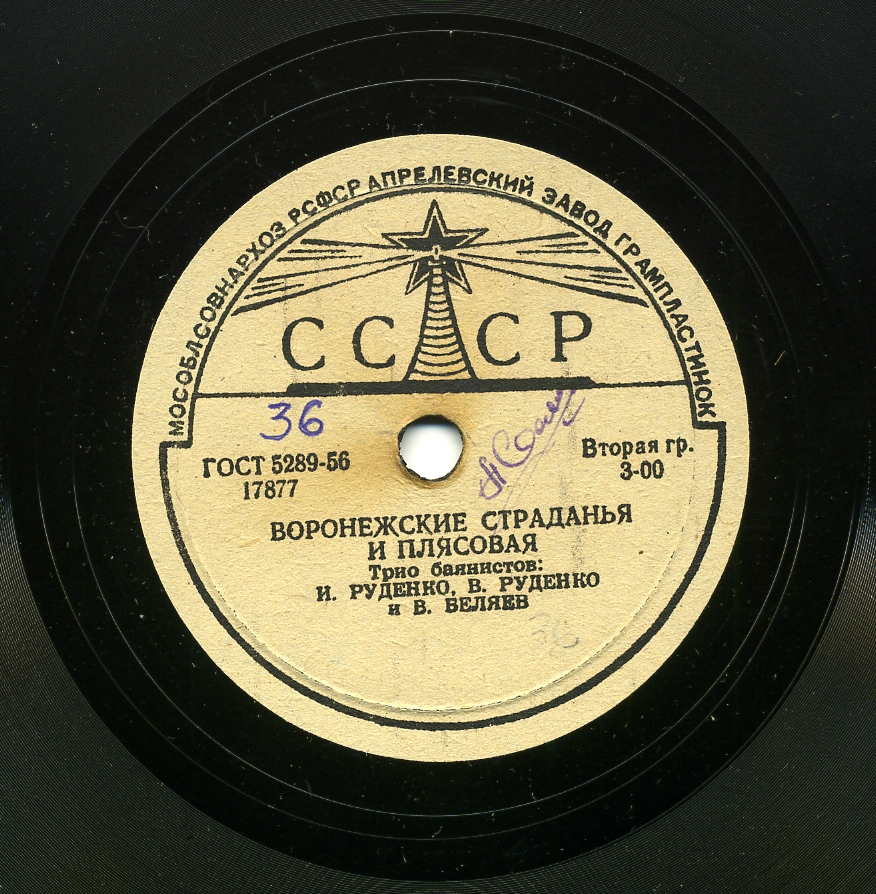 МОСОБЛСОВНАРХОЗ РСФСР АПРЕЛЕВСКИЙ ЗАВОД ГРАМПЛАСТИНОК
СССР
36
ГОСТ 5289-56
17877
Вторая гр.
3-00
ВОРОНЕЖСКИЕ СТРАДАНЬЯ
И ПЛЯСОВАЯ
Трио баянистов:
И. РУДЕНКО, В. РУДЕНКО
и В. БЕЛЯЕВ
36